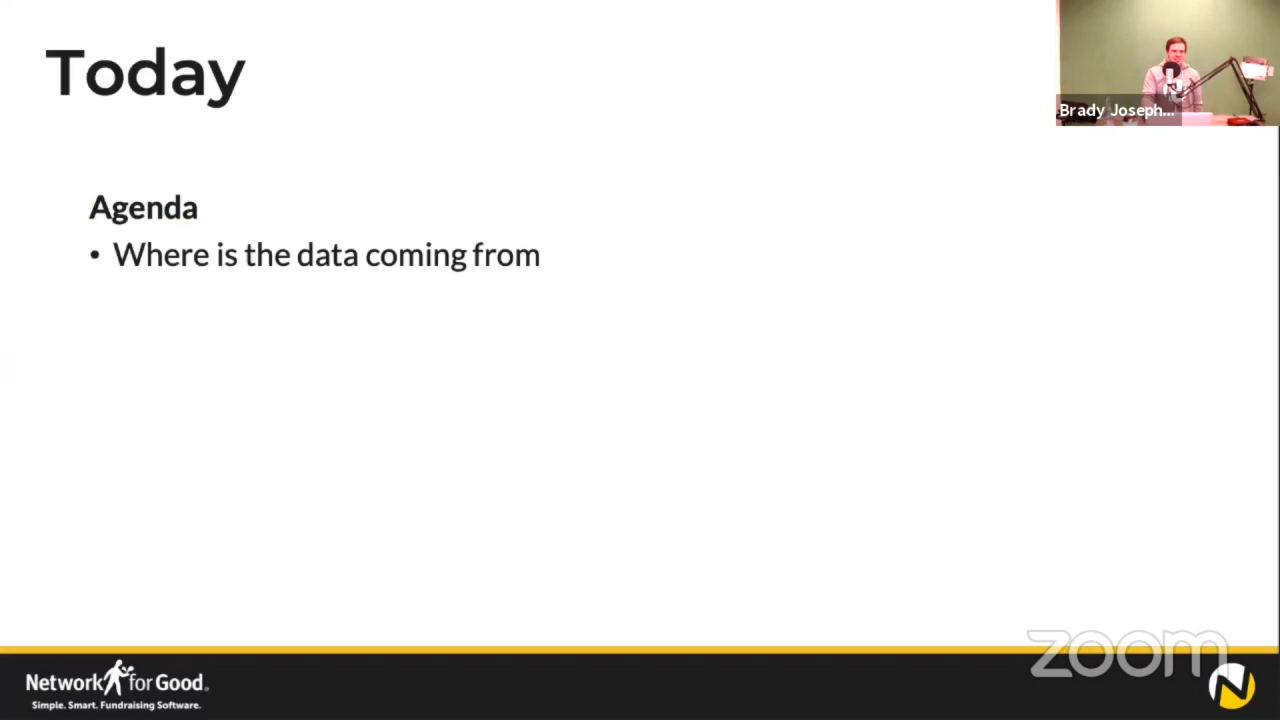 Today
Brady Joseph...
Agenda
• Where is the data coming from
zoom
Network for Good®
Simple. Smart. Fundraising Software.
N